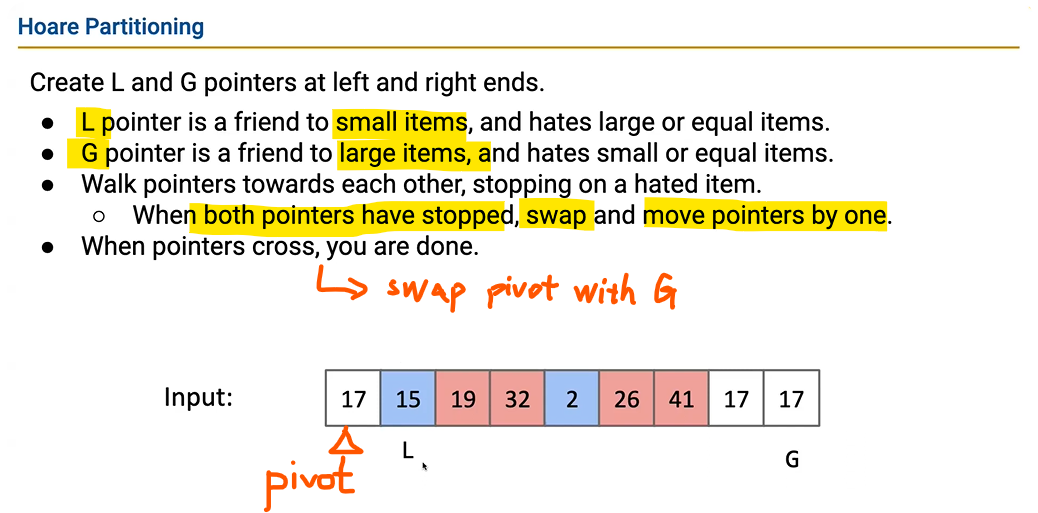 Hoare Partitioning
Create L and G pointers at left and right ends.
● L pointer is a friend to small items, and hates large or equal items.
● G pointer is a friend to large items, and hates small or equal items.
● Walk pointers towards each other, stopping on a hated item.
○ When both pointers have stopped, swap and move pointers by one.
● When pointers cross, you are done.
swap pivot with G
Input: 17 15 19 32 2 26 41 17 17
L G
pivot